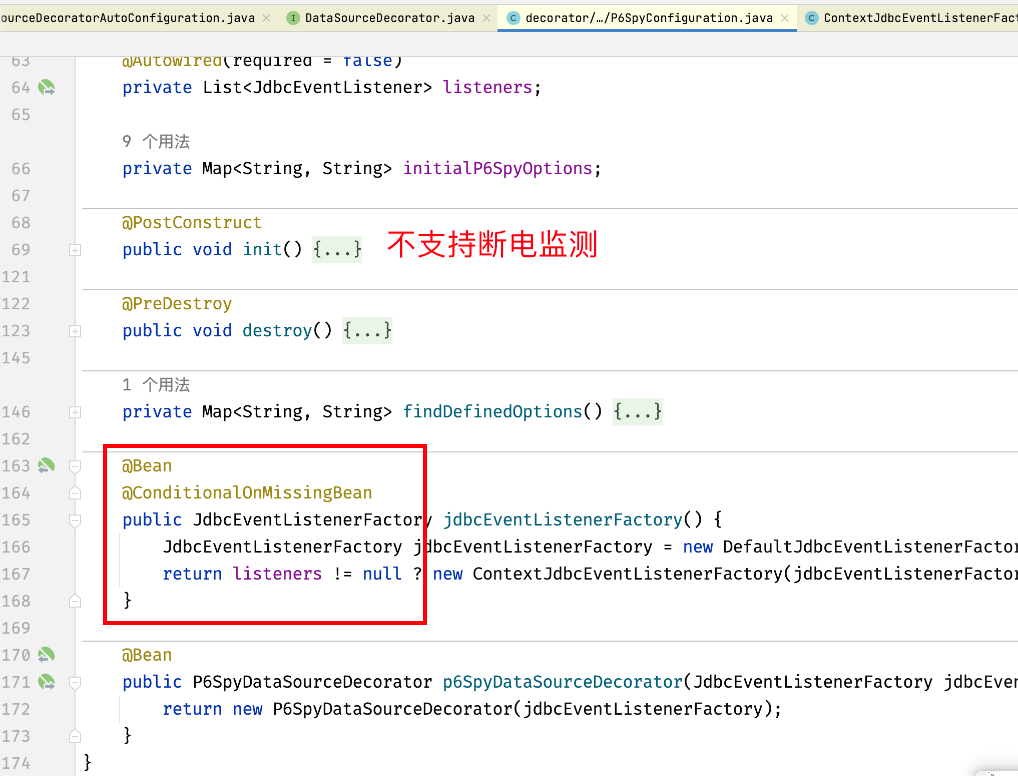 ourceDecoratorAutoConfiguration.java × I DataSourceDecorator.java × C decorator/…/P6SpyConfiguration.java × C ContextJdbcEventListenerFact
63 @Autowired(required = false)
64 private List<JdbcEventListener> listeners;
65
9 个用法
66 private Map<String, String> initialP6SpyOptions;
67
68 @PostConstruct
69 public void init() {...} 不支持断电监测
121
122 @PreDestroy
123 public void destroy() {...}
145
1 个用法
146 private Map<String, String> findDefinedOptions() {...}
162
163 @Bean
164 @ConditionalOnMissingBean
165 public JdbcEventListenerFactory jdbcEventListenerFactory() {
166 JdbcEventListenerFactory jdbcEventListenerFactory = new DefaultJdbcEventListenerFactor
167 return listeners != null ? new ContextJdbcEventListenerFactory(jdbcEventListenerFactor
168 }
169
170 @Bean
171 public P6SpyDataSourceDecorator p6SpyDataSourceDecorator(JdbcEventListenerFactory jdbcEven
172 return new P6SpyDataSourceDecorator(jdbcEventListenerFactory);
173 }
174 }